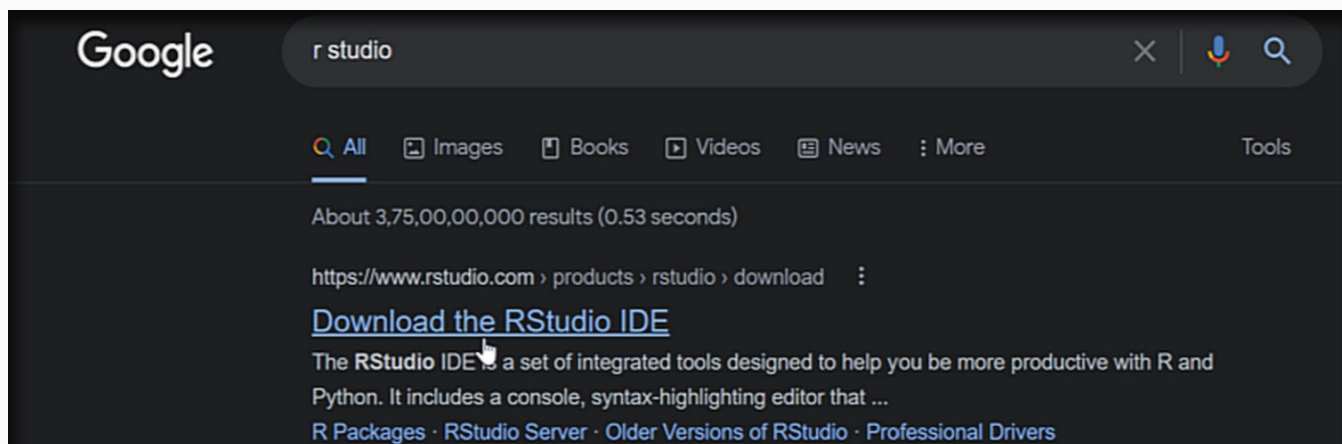 Google r studio
All Images Books Videos News More Tools
About 3,75,00,00,000 results (0.53 seconds)
https://www.rstudio.com › products › rstudio › download
Download the RStudio IDE
The RStudio IDE is a set of integrated tools designed to help you be more productive with R and
Python. It includes a console, syntax-highlighting editor that ...
R Packages · RStudio Server · Older Versions of RStudio · Professional Drivers